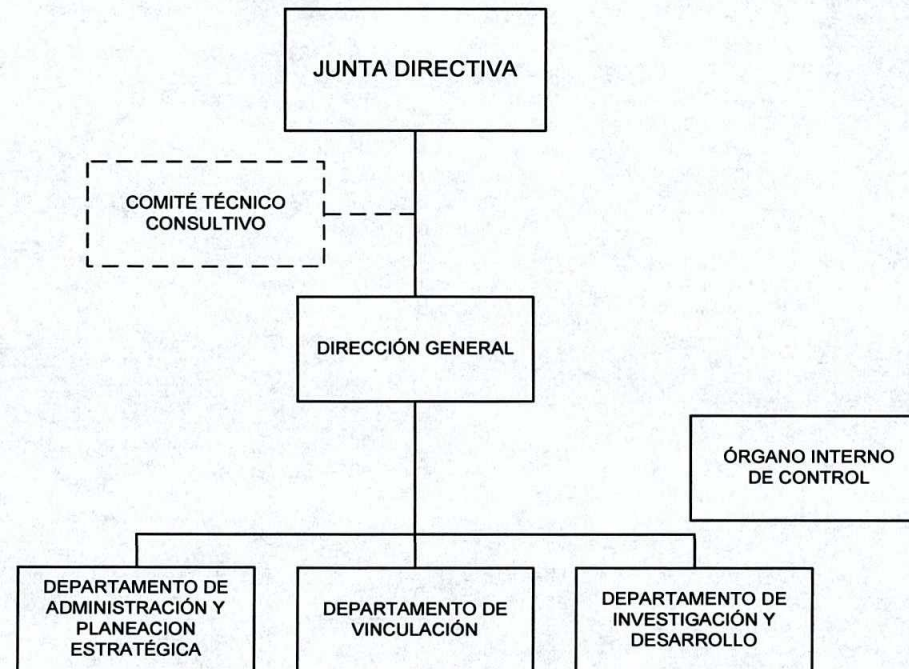 JUNTA DIRECTIVA
COMITÉ TÉCNICO
CONSULTIVO
DIRECCIÓN GENERAL
ÓRGANO INTERNO
DE CONTROL
DEPARTAMENTO DE
ADMINISTRACIÓN Y
PLANEACION
ESTRATÉGICA
DEPARTAMENTO DE
VINCULACIÓN
DEPARTAMENTO DE
INVESTIGACIÓN Y
DESARROLLO